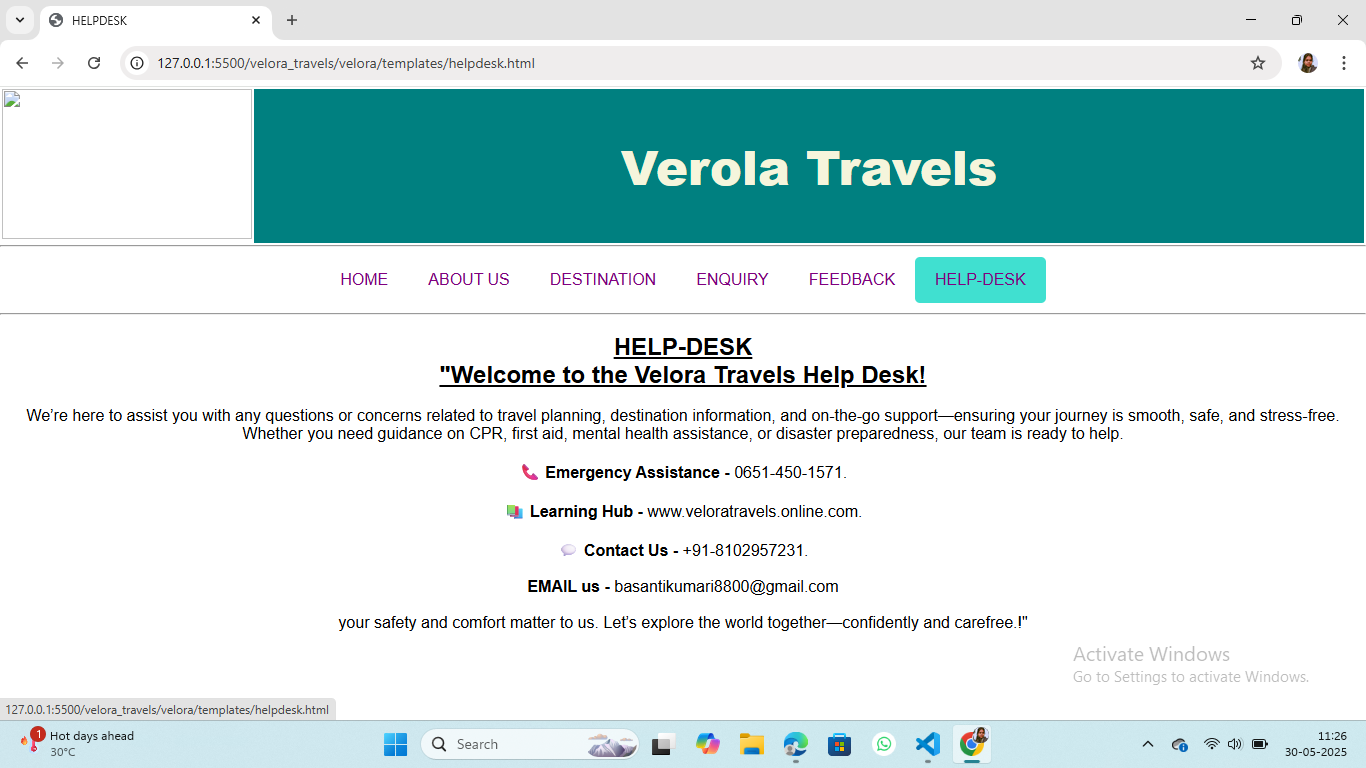 HELPDESK
127.0.0.1:5500/velora_travels/velora/templates/helpdesk.html
Verola Travels
HOME ABOUT US DESTINATION ENQUIRY FEEDBACK HELP-DESK
HELP-DESK
"Welcome to the Velora Travels Help Desk!
We’re here to assist you with any questions or concerns related to travel planning, destination information, and on-the-go support—ensuring your journey is smooth, safe, and stress-free.
Whether you need guidance on CPR, first aid, mental health assistance, or disaster preparedness, our team is ready to help.
📞 Emergency Assistance - 0651-450-1571.
📚 Learning Hub - www.veloratravels.online.com.
💬 Contact Us - +91-8102957231.
EMAIL us - basantikumari8800@gmail.com
your safety and comfort matter to us. Let’s explore the world together—confidently and carefree.!"
Activate Windows
Go to Settings to activate Windows.
127.0.0.1:5500/velora_travels/velora/templates/helpdesk.html
1
Hot days ahead
30°C
Search
11:26
30-05-2025